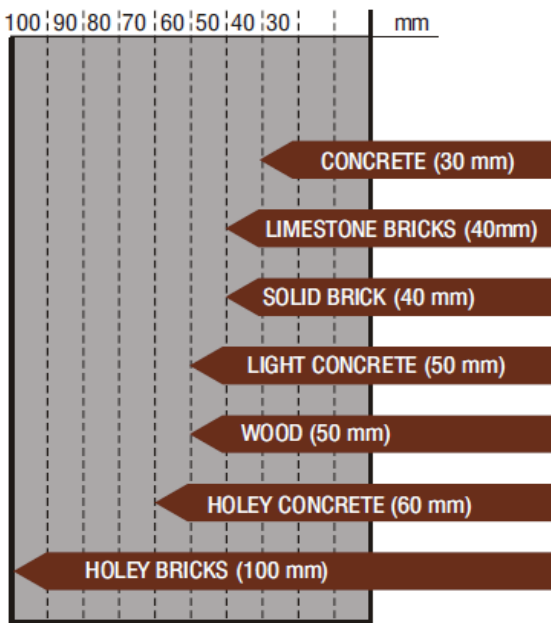 100 90 80 70 60 50 40 30 mm
CONCRETE (30 mm)
LIMESTONE BRICKS (40mm)
SOLID BRICK (40 mm)
LIGHT CONCRETE (50 mm)
WOOD (50 mm)
HOLEY CONCRETE (60 mm)
HOLEY BRICKS (100 mm)